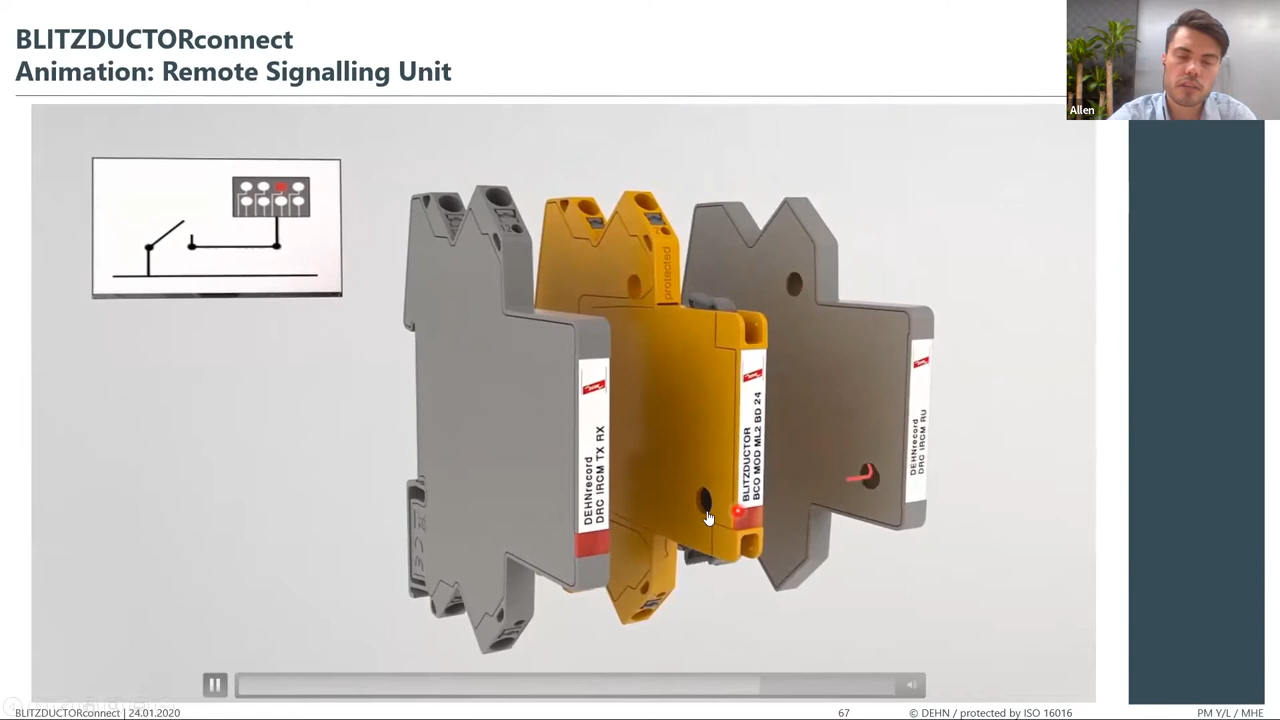 BLITZDUCTORconnect
Animation: Remote Signalling Unit
Allen
protected
DEHNrecord
DRC IRCM TX RX
BLITZDUCTOR
BCO MOD ML2 BD 24
DEHNrecord
DRC IRCM RU
BLITZDUCTORconnect | 24.01.2020
67
© DEHN / protected by ISO 16016
PM Y/L / MHE